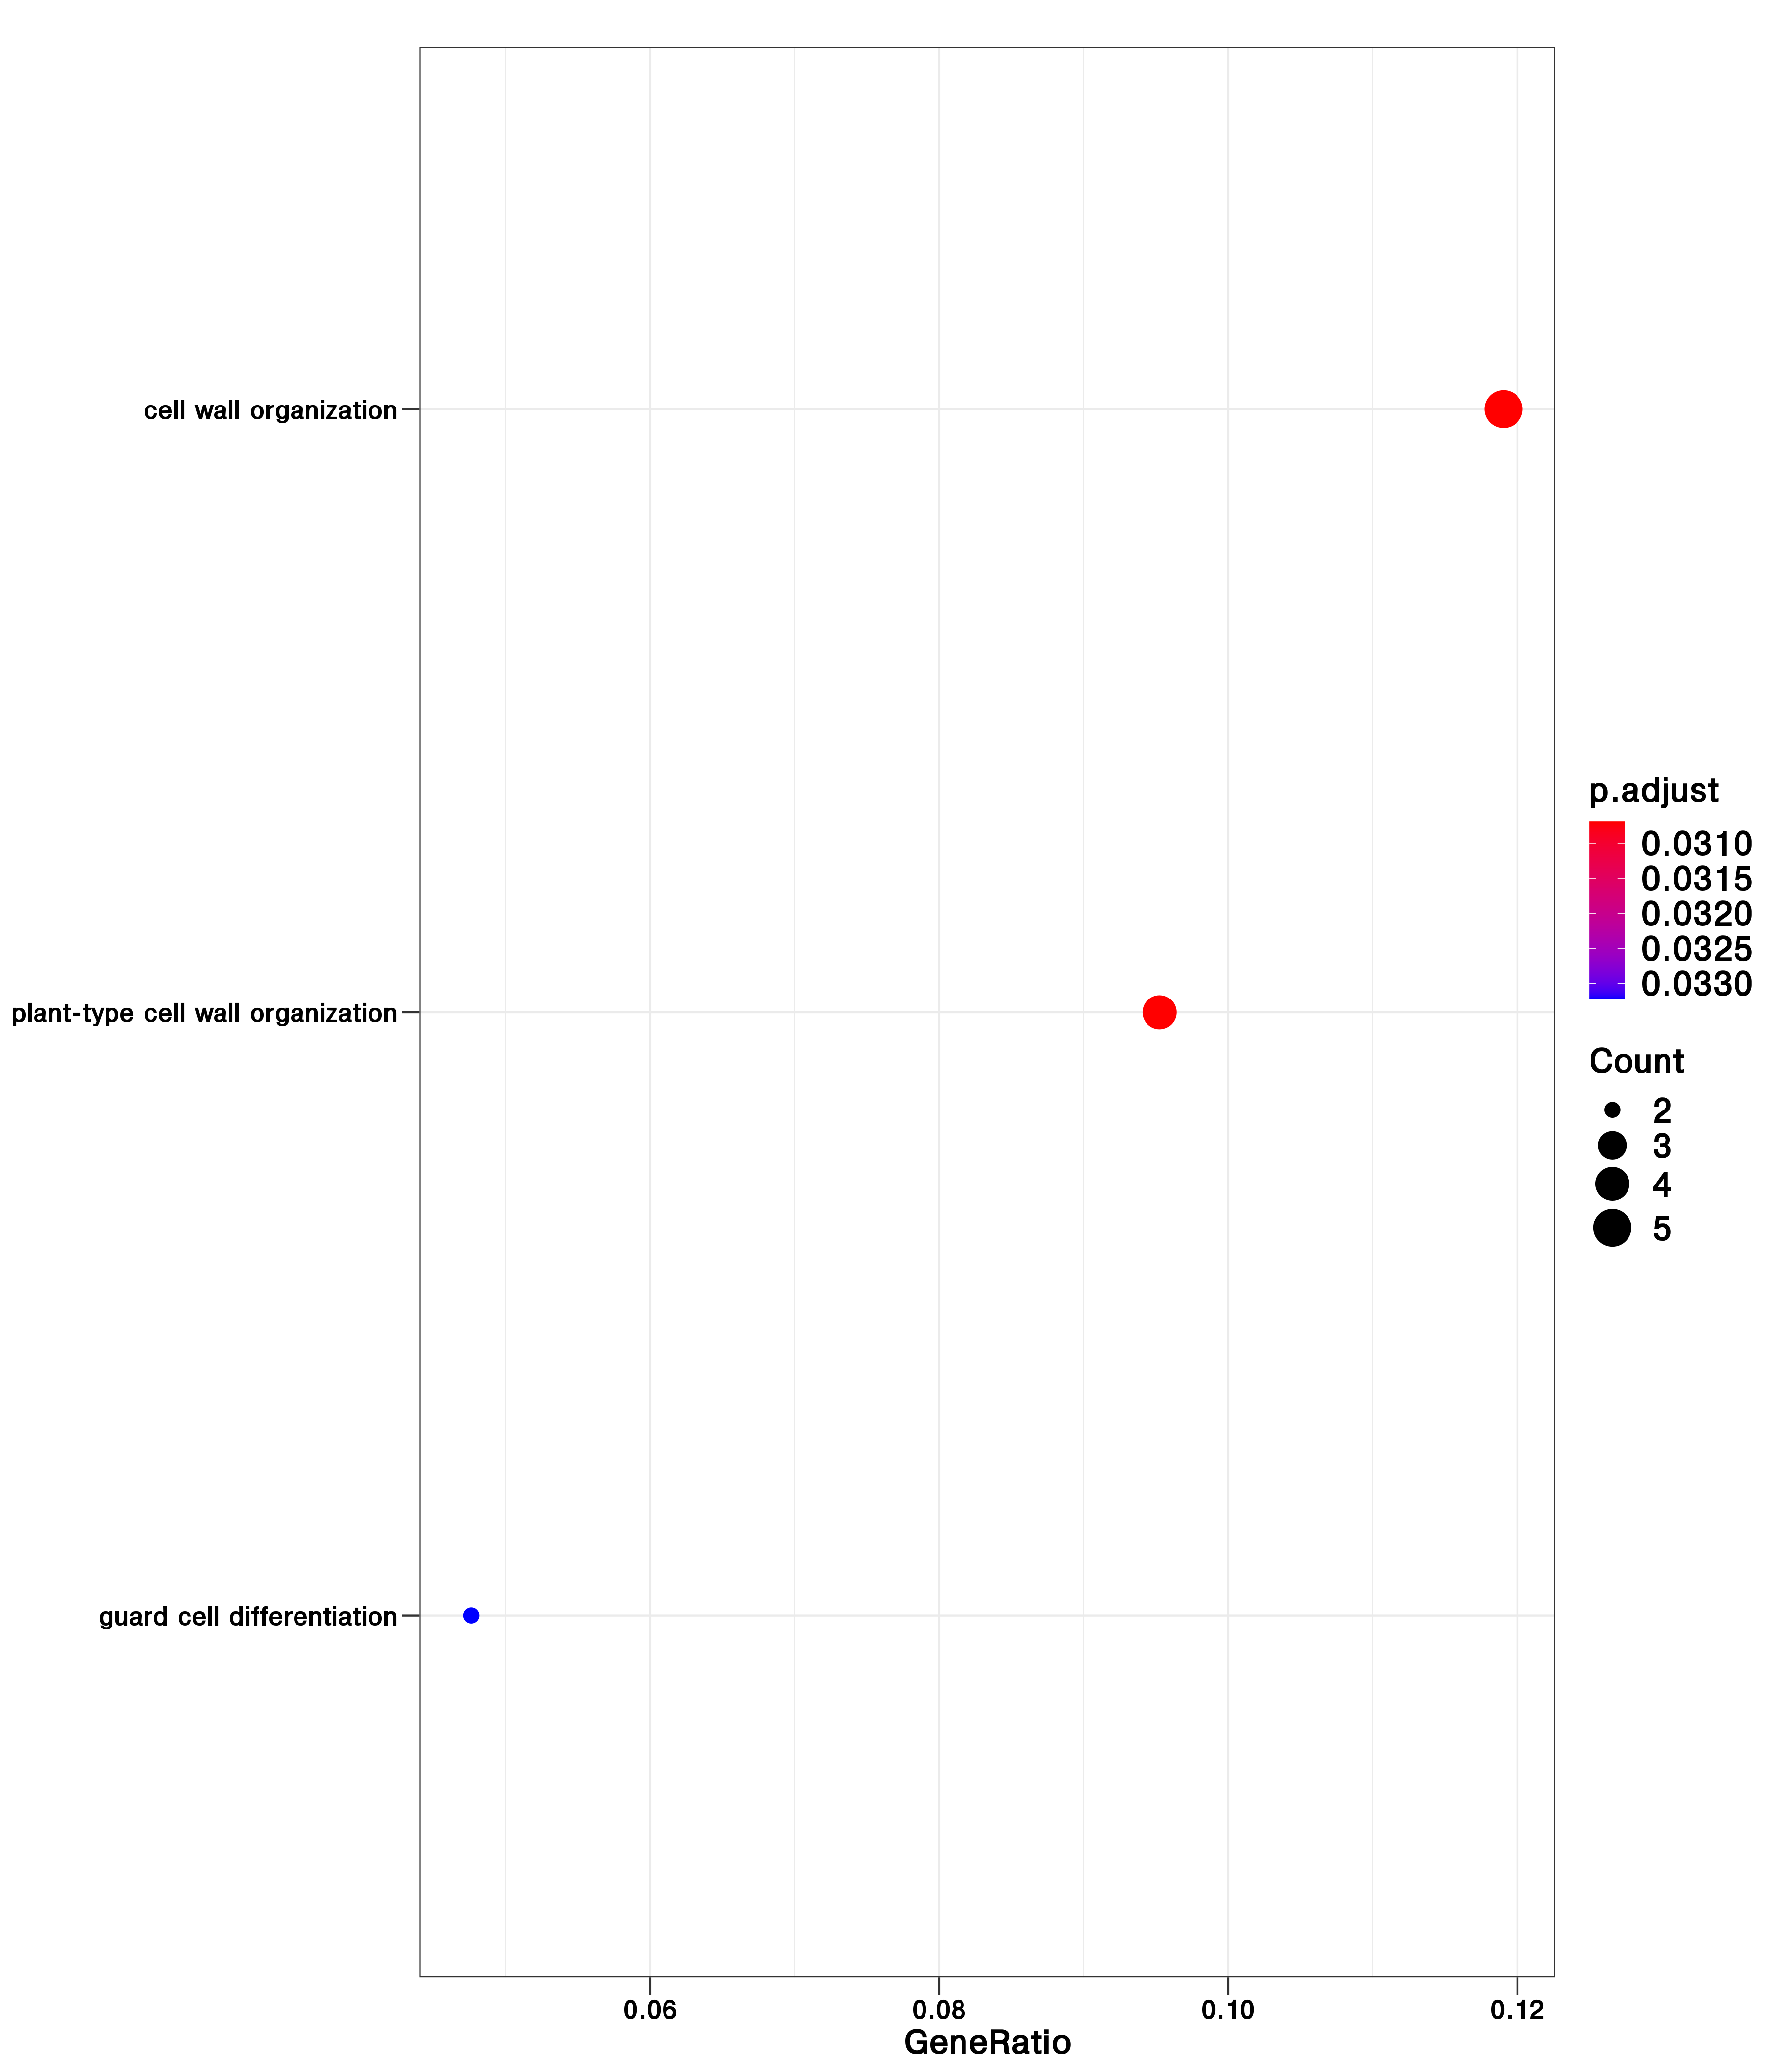 cell wall organization
plant-type cell wall organization
guard cell differentiation
0.06
0.08
0.10
0.12
GeneRatio
p.adjust
0.0310
0.0315
0.0320
0.0325
0.0330
Count
2
3
4
5